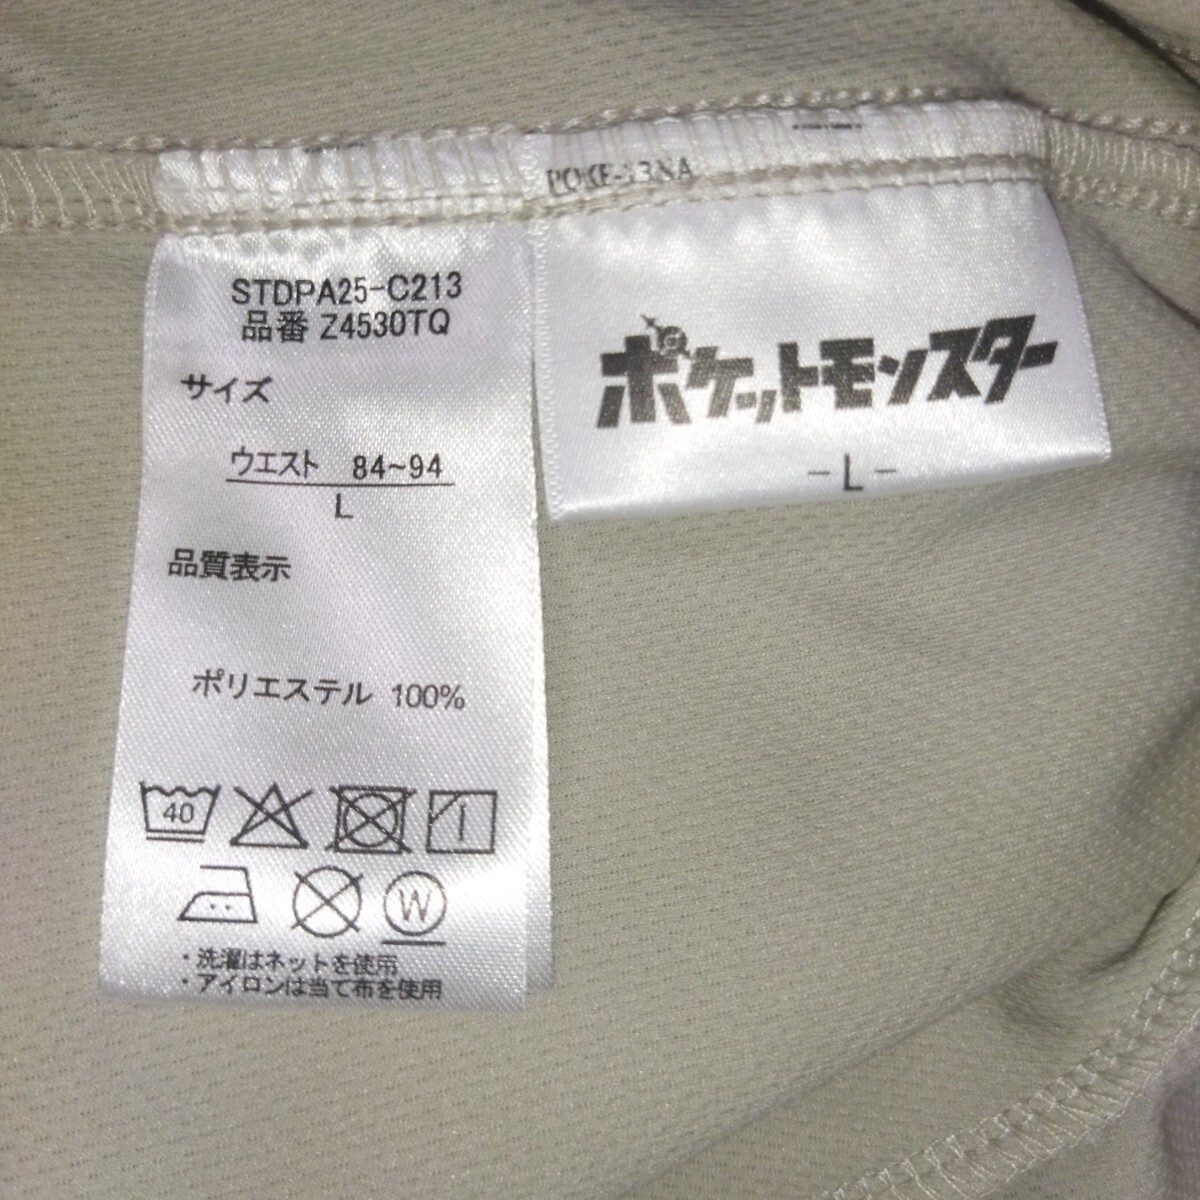 STDPA25-C213
品番 Z4530TQ
サイズ
ウエスト 84~94
L
品質表示
ポリエステル 100%
40
W
・洗濯はネットを使用
・アイロンは当て布を使用
ポケットモンスター
-L-